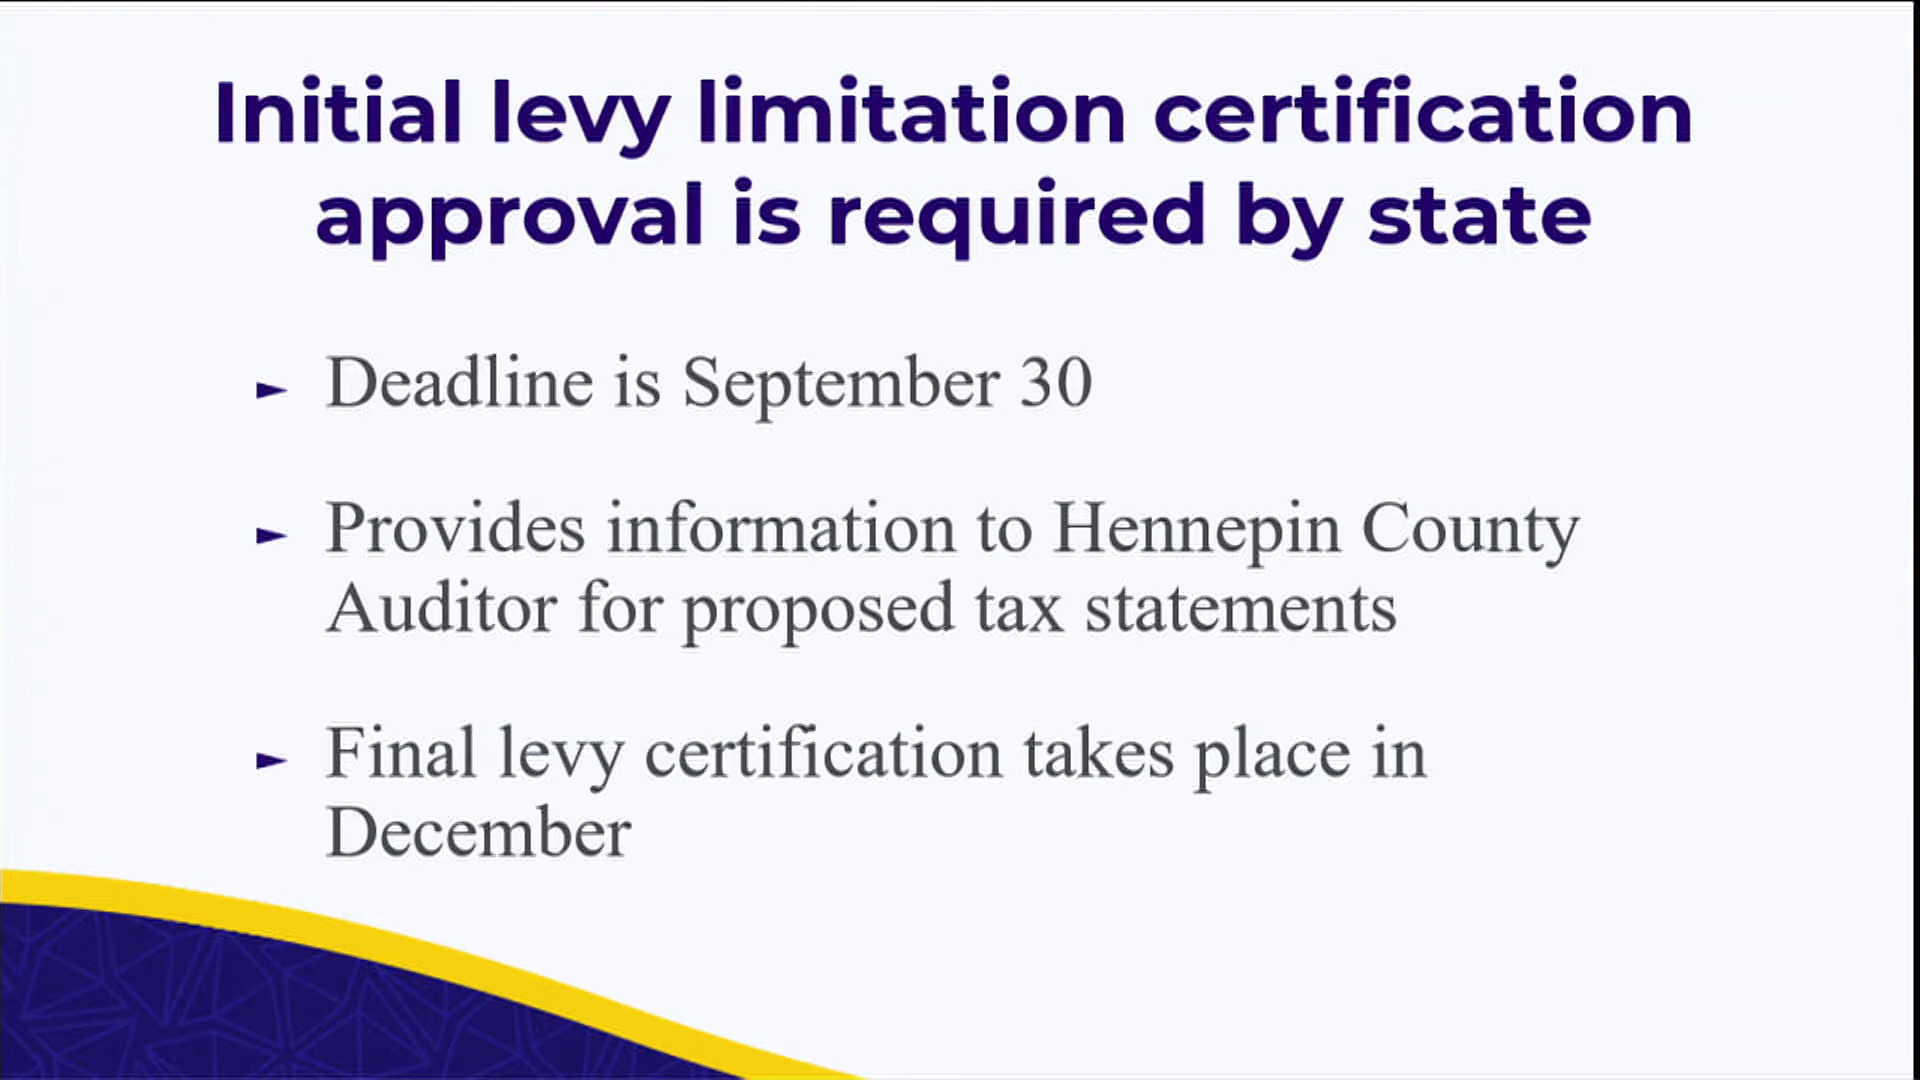 Initial levy limitation certification
approval is required by state
► Deadline is September 30
► Provides information to Hennepin County
Auditor for proposed tax statements
► Final levy certification takes place in
December